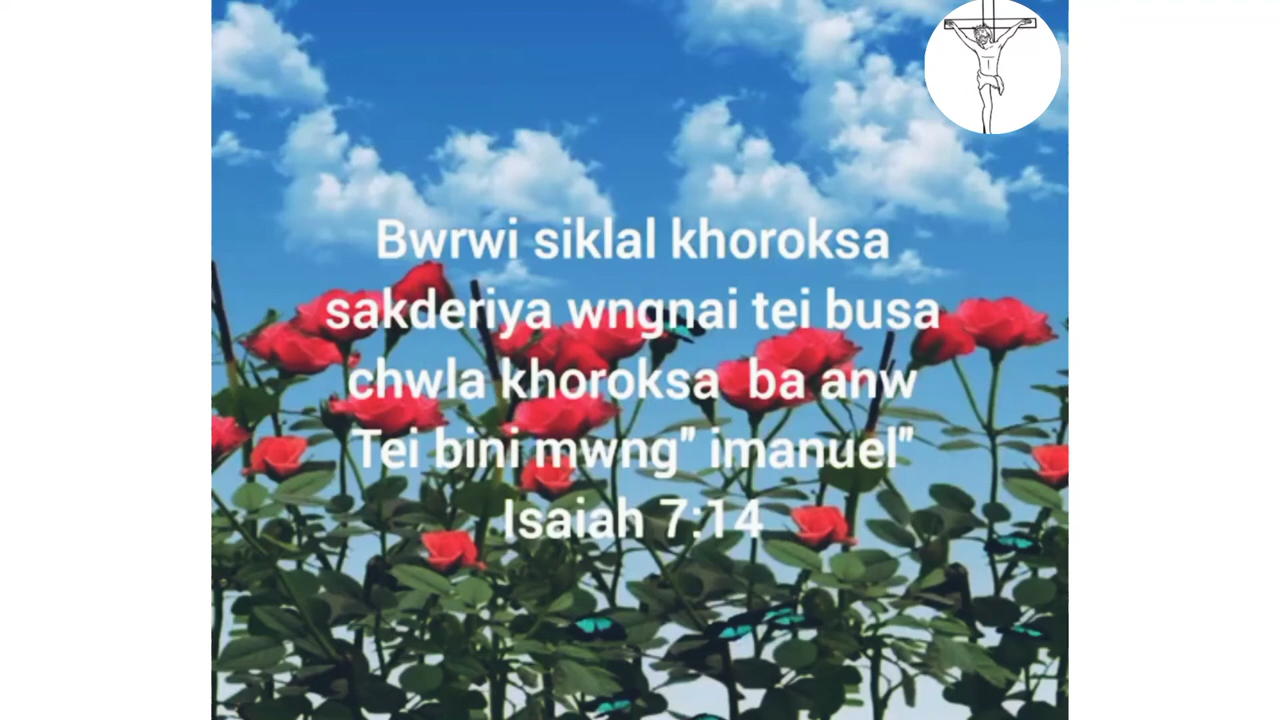 Bwrwi siklal khoroksa
sakderiya wngnai tei busa
chwla khoroksa  ba anw
Tei bini mwng" imanuel"
Isaiah 7:14